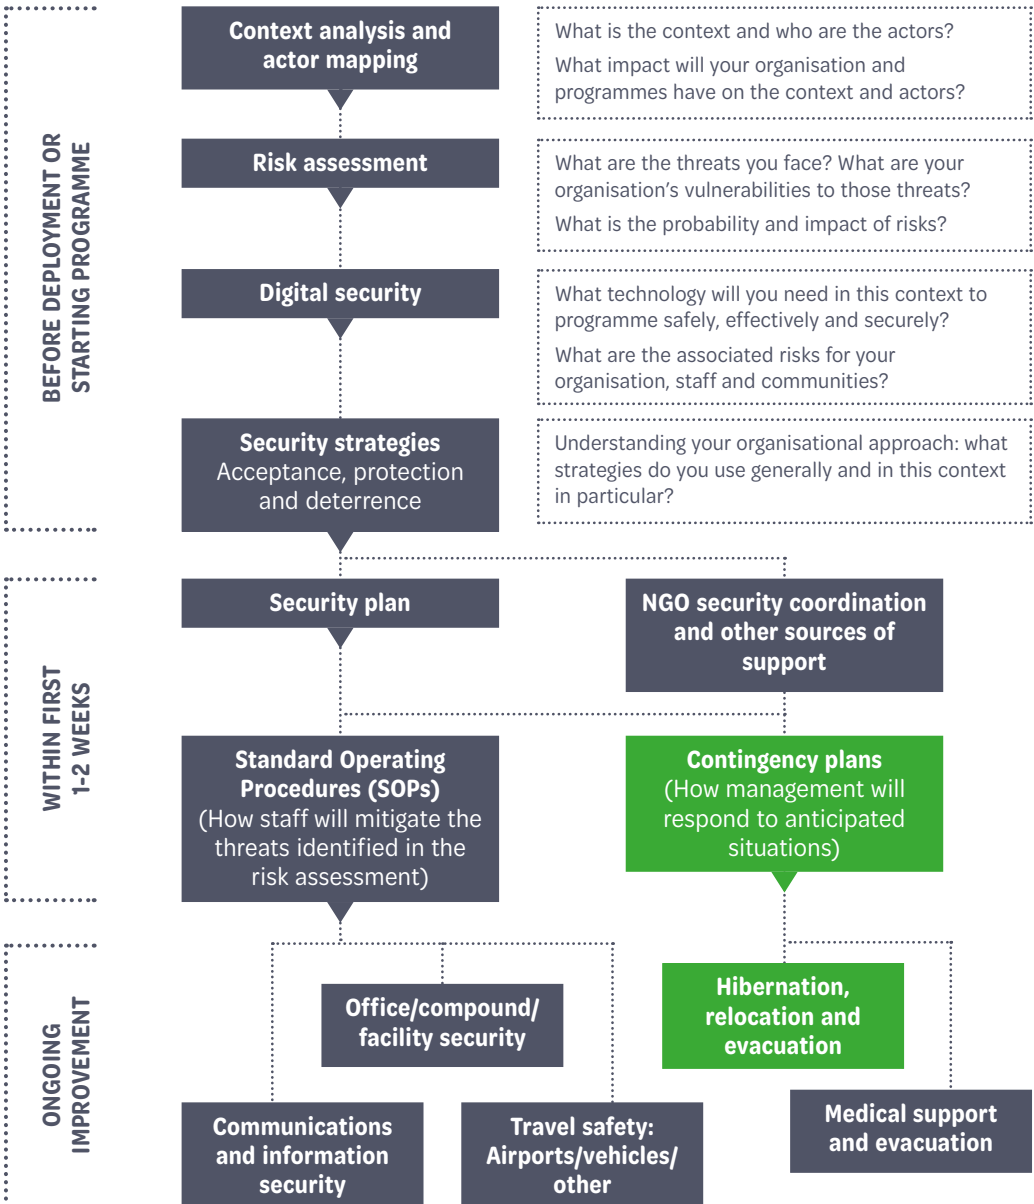 BEFORE DEPLOYMENT OR
STARTING PROGRAMME
Context analysis and
actor mapping
What is the context and who are the actors?
What impact will your organisation and
programmes have on the context and actors?
Risk assessment
What are the threats you face? What are your
organisation’s vulnerabilities to those threats?
What is the probability and impact of risks?
Digital security
What technology will you need in this context to
programme safely, effectively and securely?
What are the associated risks for your
organisation, staff and communities?
Security strategies
Acceptance, protection
and deterrence
Understanding your organisational approach: what
strategies do you use generally and in this context
in particular?
WITHIN FIRST
1-2 WEEKS
Security plan
NGO security coordination
and other sources of
support
Standard Operating
Procedures (SOPs)
(How staff will mitigate the
threats identified in the
risk assessment)
Contingency plans
(How management will
respond to anticipated
situations)
ONGOING
IMPROVEMENT
Office/compound/
facility security
Hibernation,
relocation and
evacuation
Communications
and information
security
Travel safety:
Airports/vehicles/
other
Medical support
and evacuation